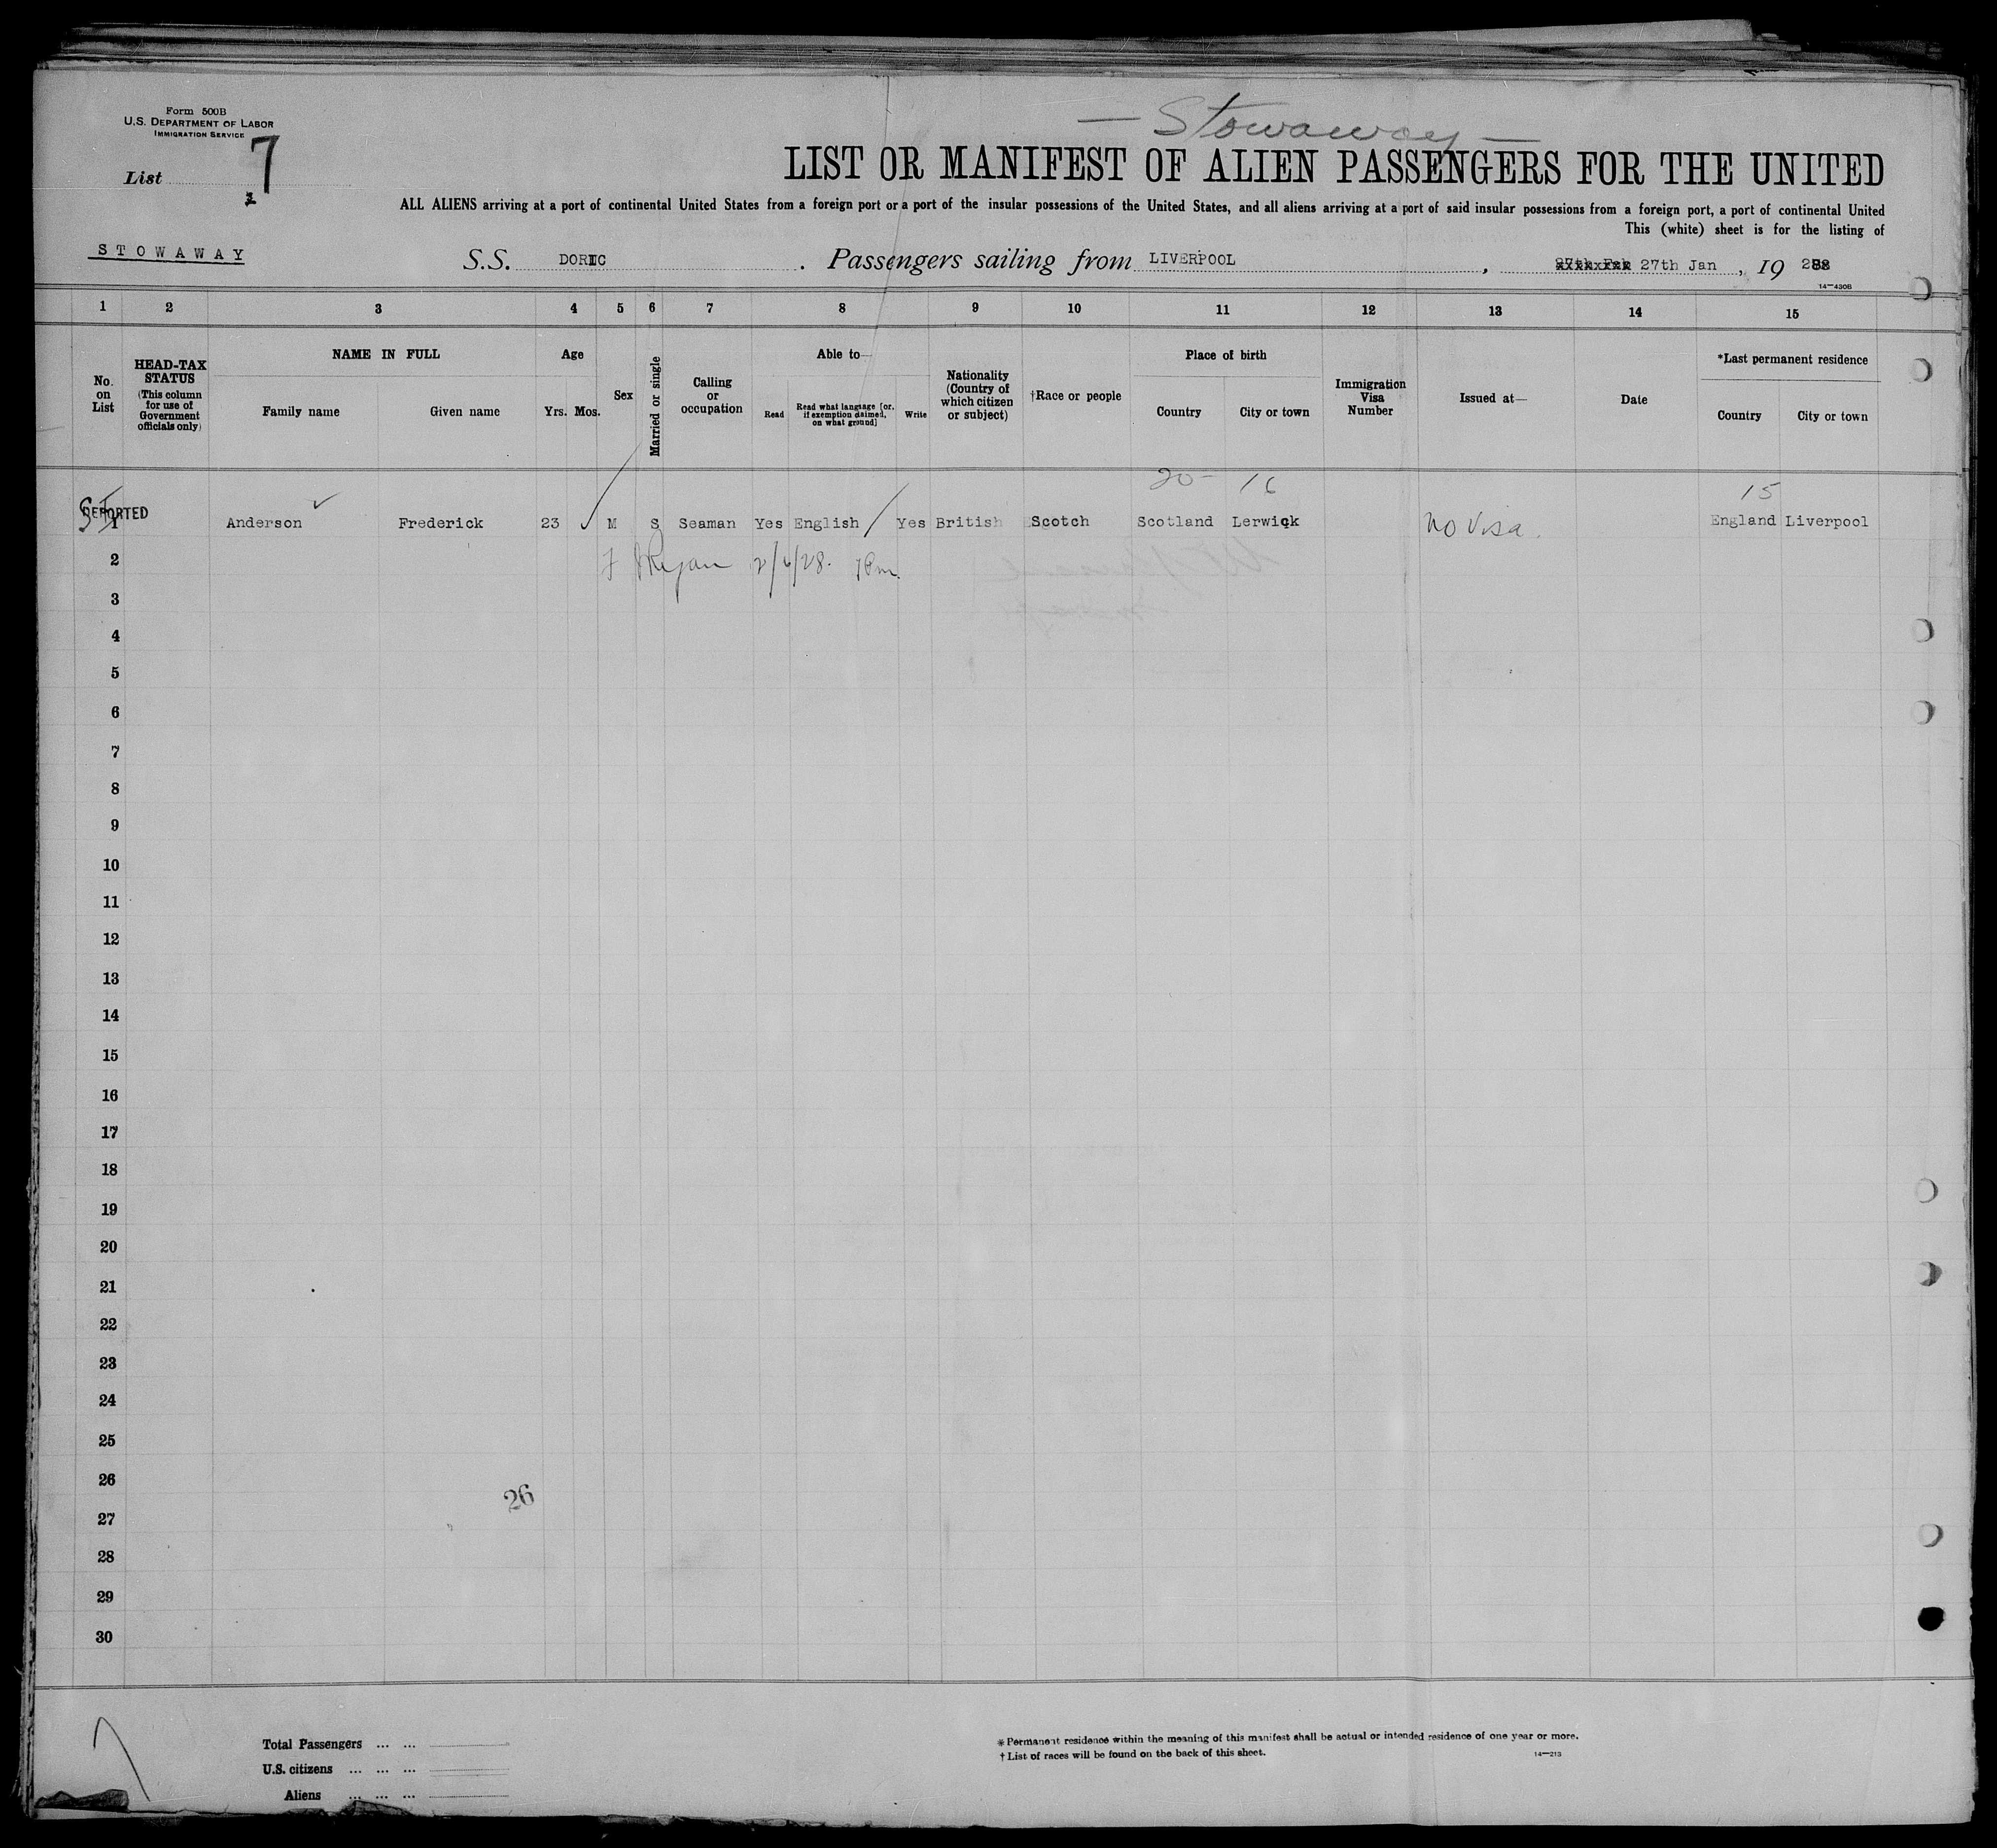 — Stowaway —
Form 500B
U.S. DEPARTMENT OF LABOR
IMMIGRATION SERVICE
List 7
1
LIST OR MANIFEST OF ALIEN PASSENGERS FOR THE UNITED
ALL ALIENS arriving at a port of continental United States from a foreign port or a port of the insular possessions of the United States, and all aliens arriving at a port of said insular possessions from a foreign port, a port of continental United
This (white) sheet is for the listing of
STOWAWAY S.S. DORIC. Passengers sailing from LIVERPOOL, 27th Jan, 19 28
14—430B
1 2 3 4 5 6 7 8 9 10 11 12 13 14 15
No. on List
HEAD-TAX STATUS (This column for use of Government officials only)
NAME IN FULL
Family name Given name
Age
Yrs. Mos.
Sex
Married or single
Calling or occupation
Able to—
Read
Read what language [or, if exemption claimed, on what ground]
Write
Nationality (Country of which citizen or subject)
†Race or people
Place of birth
Country City or town
Immigration Visa Number
Issued at—
Date
*Last permanent residence
Country City or town
20- 16 15
DEPORTED
1 Anderson Frederick 23 M S Seaman Yes English Yes British Scotch Scotland Lerwick No Visa. England Liverpool
2 Ryan 2/6/28.
3
4
5
6
7
8
9
10
11
12
13
14
15
16
17
18
19
20
21
22
23
24
25
26
26
27
28
29
30
Total Passengers ... ...
U.S. citizens ... ... ...
Aliens ... ... ...
* Permanent residence within the meaning of this manifest shall be actual or intended residence of one year or more.
† List of races will be found on the back of this sheet.
14—213